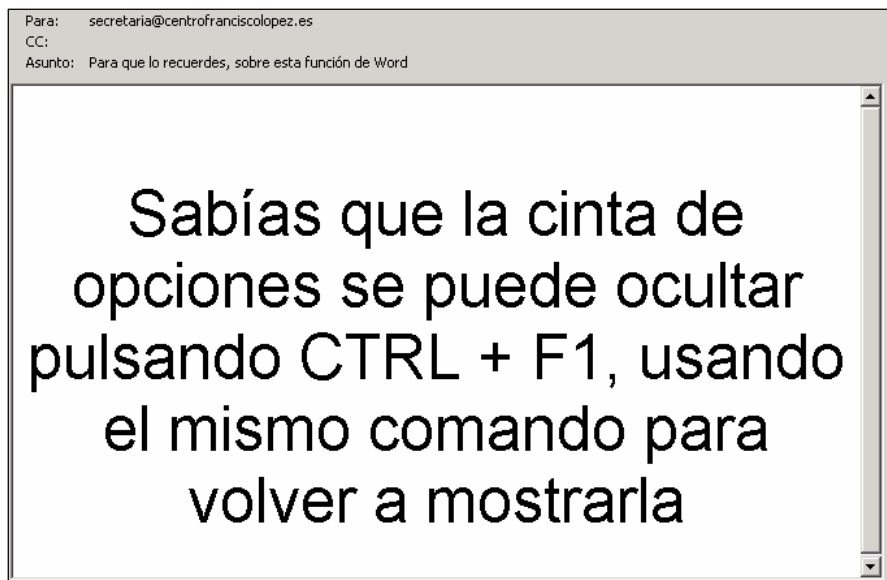 Para: secretaria@centrofranciscolopez.es
CC:
Asunto: Para que lo recuerdes, sobre esta función de Word
Sabías que la cinta de
opciones se puede ocultar
pulsando CTRL + F1, usando
el mismo comando para
volver a mostrarla